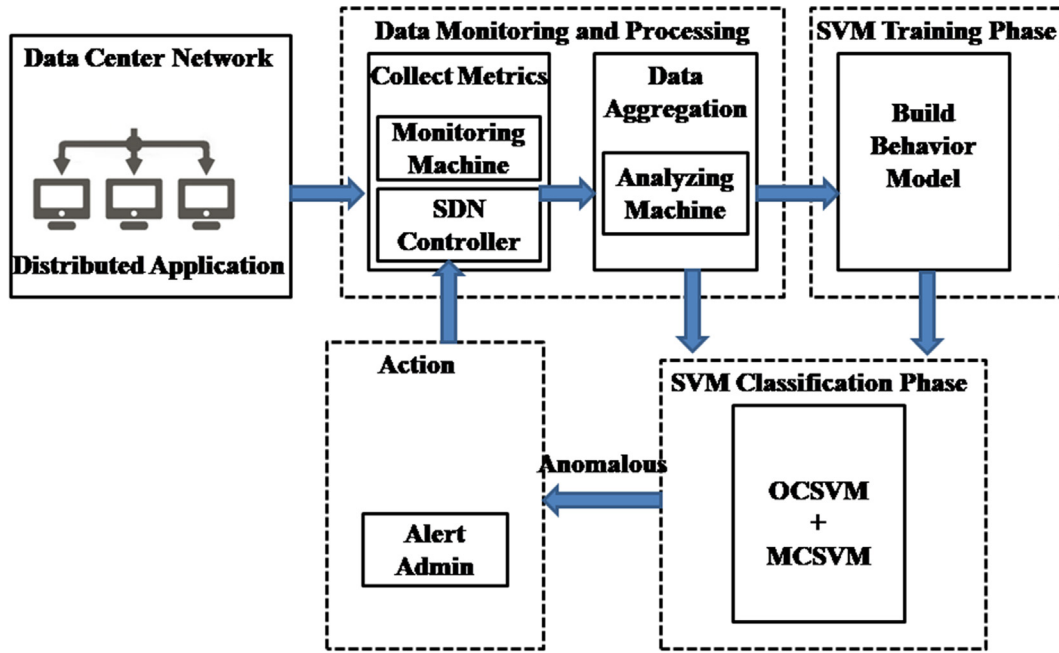 Data Center Network
Distributed Application
Data Monitoring and Processing
Collect Metrics
Monitoring
Machine
SDN
Controller
Data
Aggregation
Analyzing
Machine
SVM Training Phase
Build
Behavior
Model
Action
Alert
Admin
Anomalous
SVM Classification Phase
OCSVM
+
MCSVM